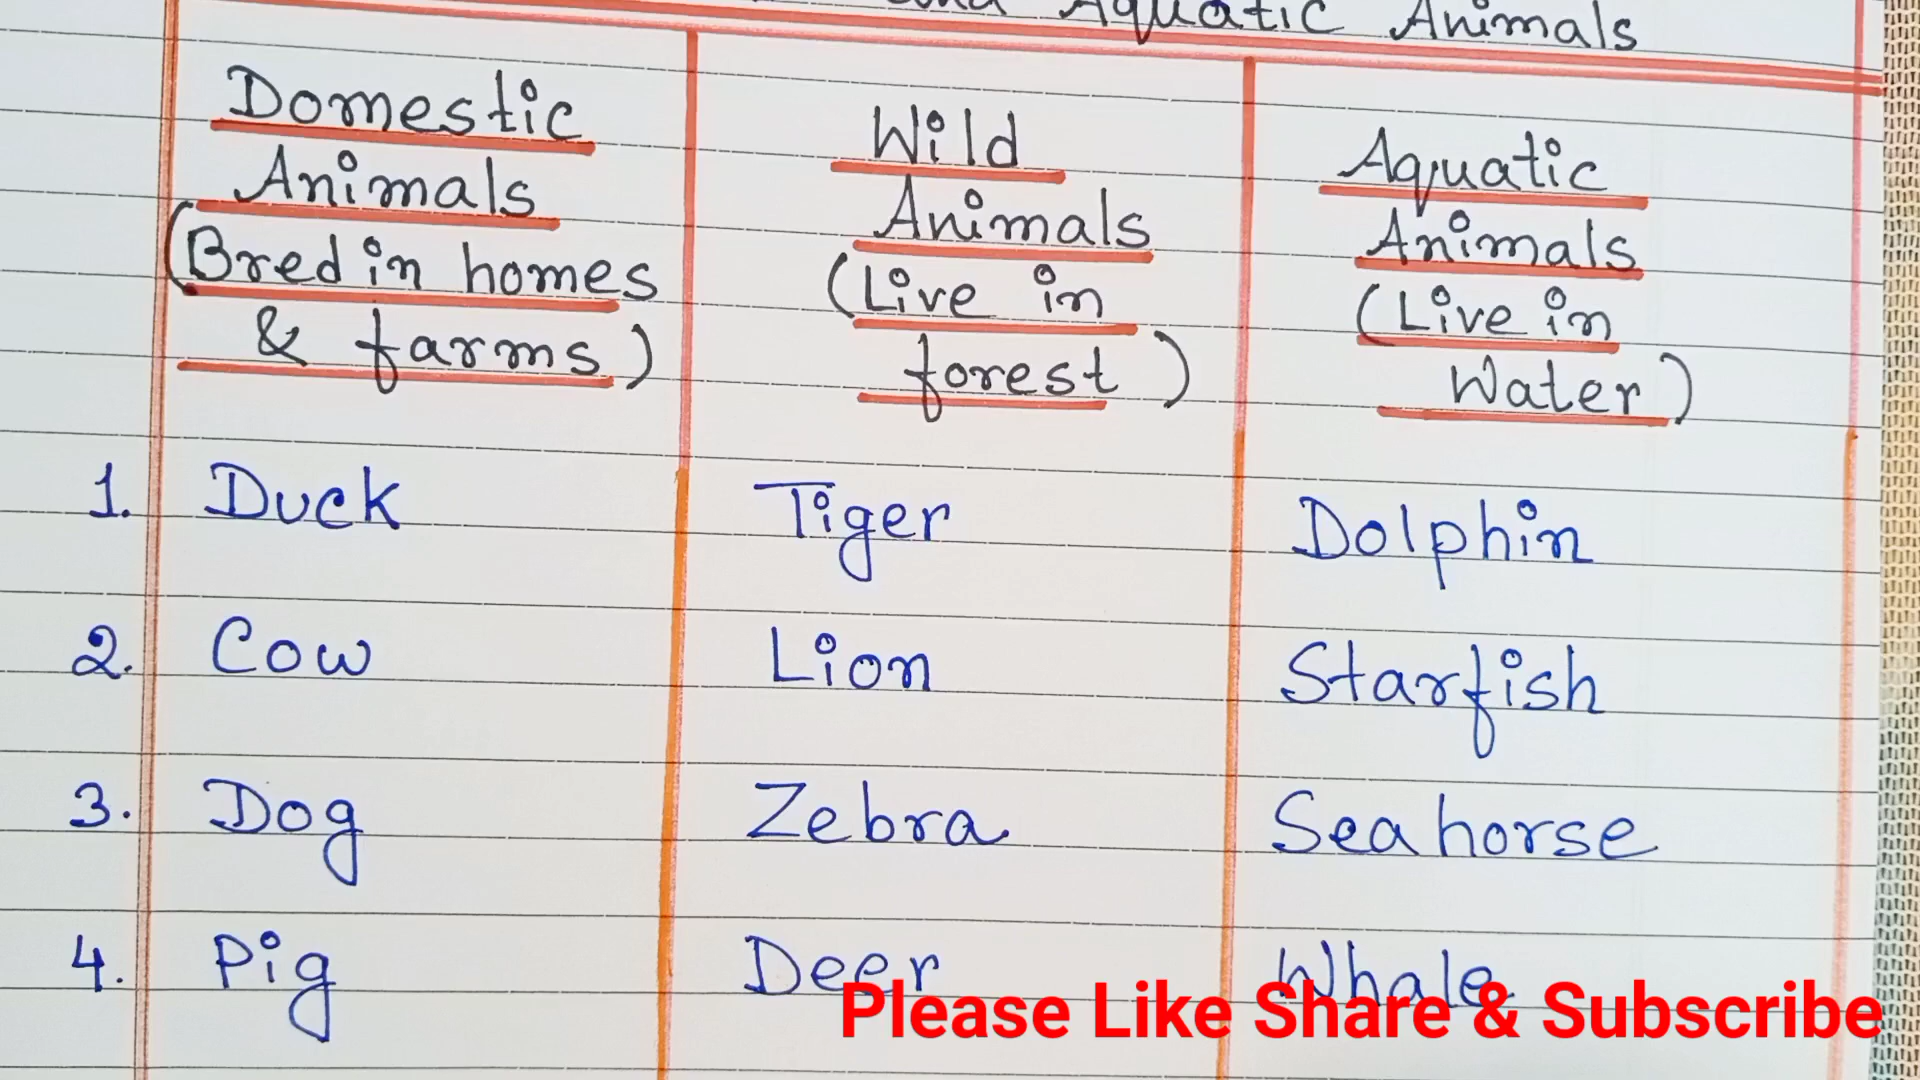 and Aquatic Animals
Domestic
Animals
(Bred in homes
& farms)
Wild
Animals
(Live in
forest)
Aquatic
Animals
(Live in
Water)
1. Duck Tiger Dolphin
2. Cow Lion Starfish
3. Dog Zebra Seahorse
4. Pig Deer Whale
Please Like Share & Subscribe